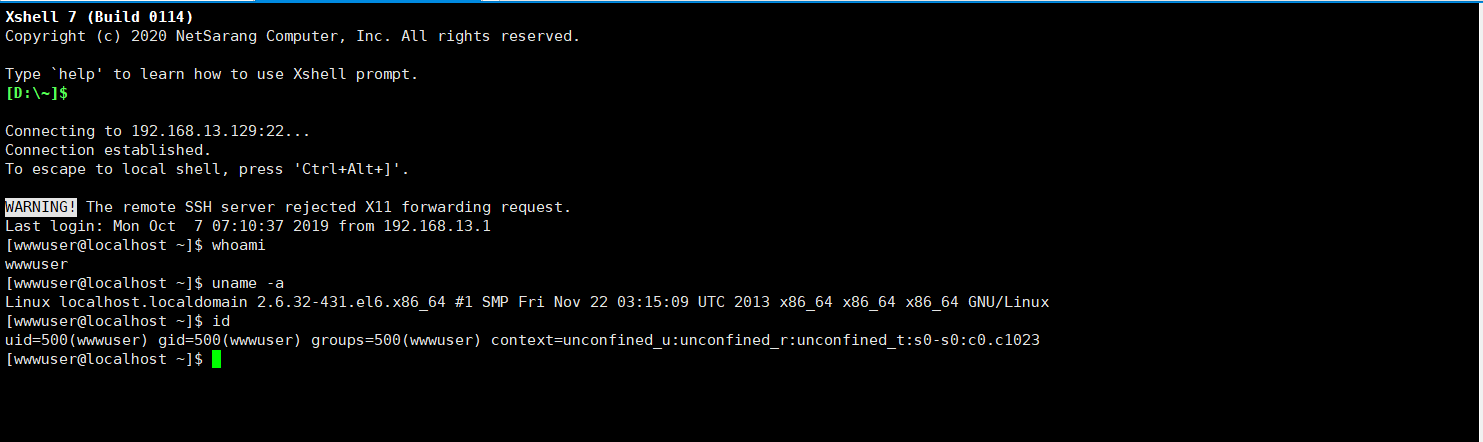 Xshell 7 (Build 0114)
Copyright (c) 2020 NetSarang Computer, Inc. All rights reserved.
Type `help' to learn how to use Xshell prompt.
[D:\~]$
Connecting to 192.168.13.129:22...
Connection established.
To escape to local shell, press 'Ctrl+Alt+]'.
WARNING! The remote SSH server rejected X11 forwarding request.
Last login: Mon Oct  7 07:10:37 2019 from 192.168.13.1
[wwwuser@localhost ~]$ whoami
wwwuser
[wwwuser@localhost ~]$ uname -a
Linux localhost.localdomain 2.6.32-431.el6.x86_64 #1 SMP Fri Nov 22 03:15:09 UTC 2013 x86_64 x86_64 x86_64 GNU/Linux
[wwwuser@localhost ~]$ id
uid=500(wwwuser) gid=500(wwwuser) groups=500(wwwuser) context=unconfined_u:unconfined_r:unconfined_t:s0-s0:c0.c1023
[wwwuser@localhost ~]$